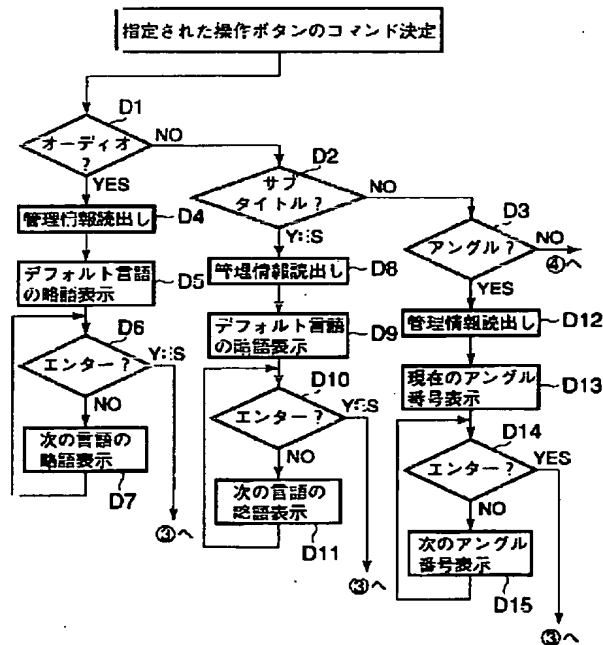 指定された操作ボタンのコマンド決定
D1
オーディオ
?
NO
YES
管理情報読出し
D4
デフォルト言語
の略語表示
D5
D6
エンター?
YES
NO
次の言語の
略語表示
D7
③へ
D2
サブ
タイトル?
NO
YES
管理情報読出し
D8
デフォルト言語
の略語表示
D9
D10
エンター?
YES
NO
次の言語の
略語表示
D11
③へ
D3
アングル?
NO
④へ
YES
管理情報読出し
D12
現在のアングル
番号表示
D13
D14
エンター?
YES
NO
次のアングル
番号表示
D15
③へ